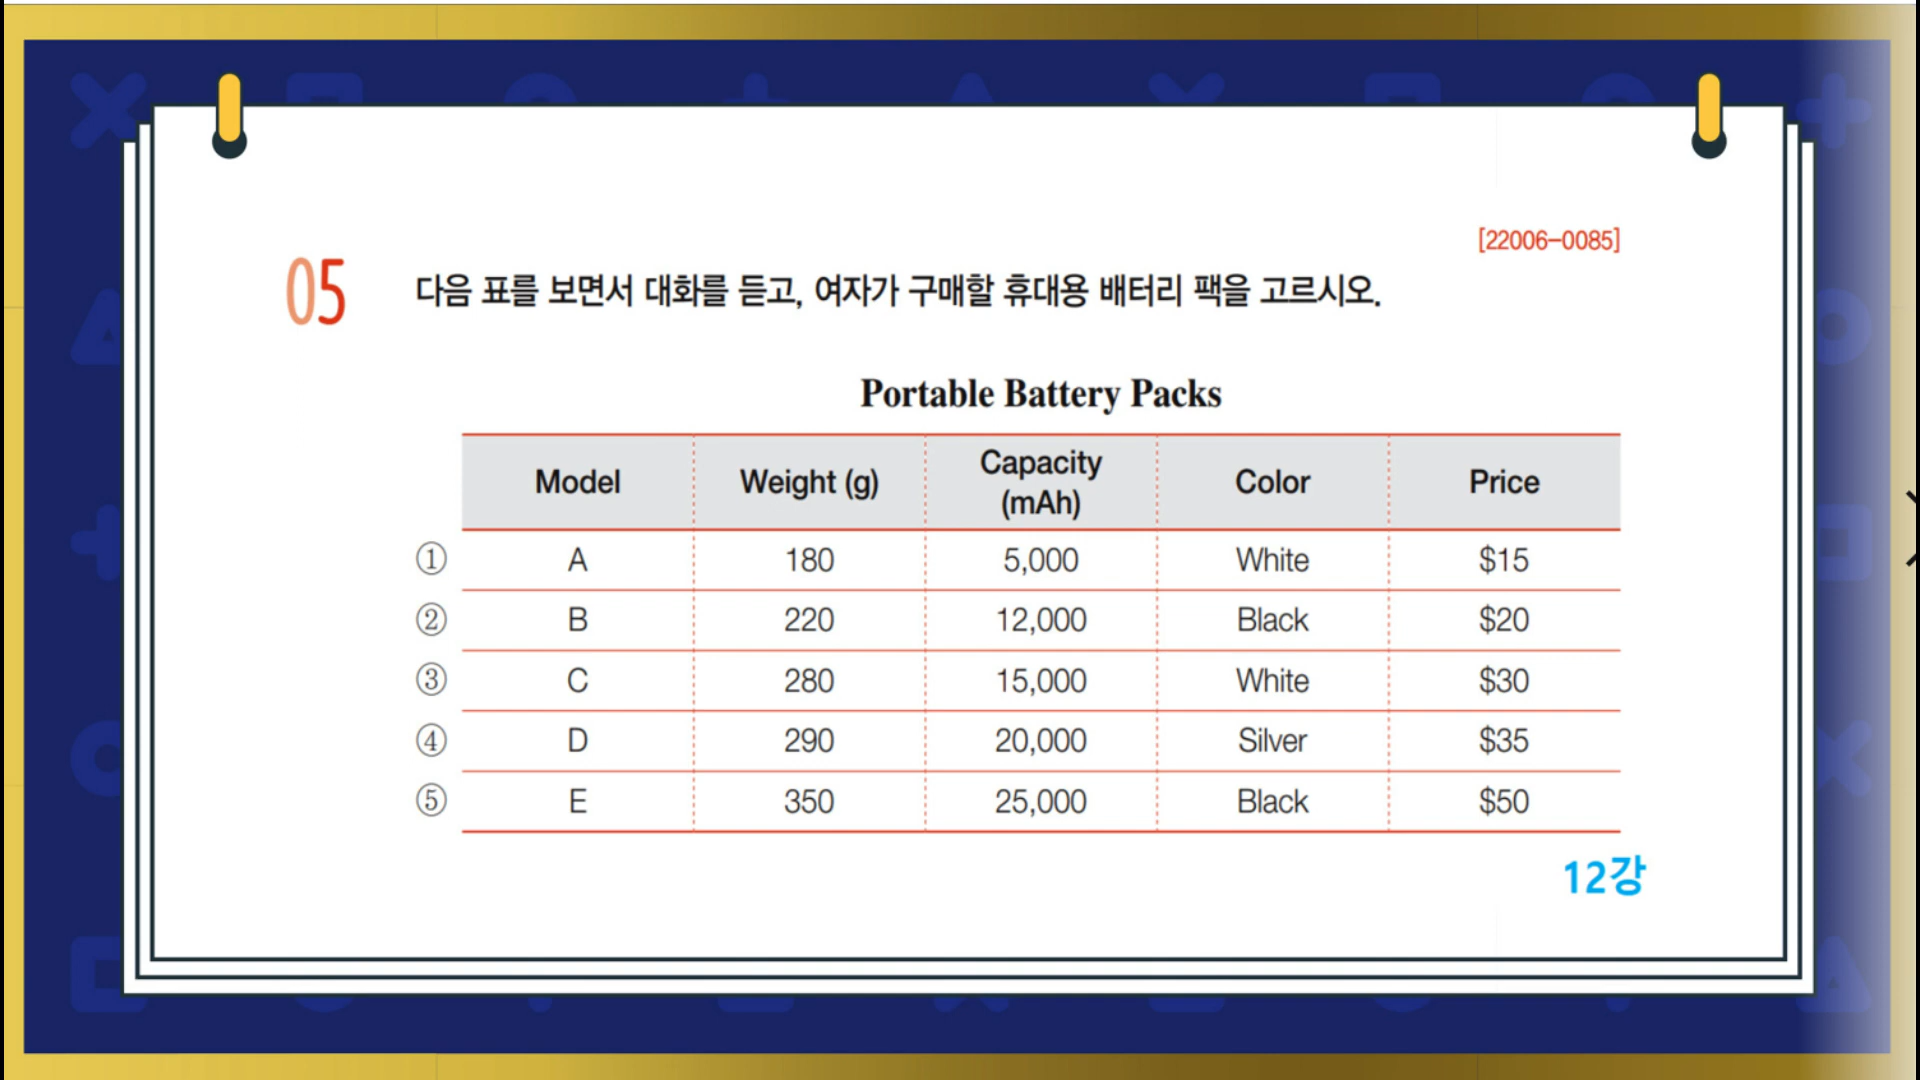 [22006-0085]
05 다음 표를 보면서 대화를 듣고, 여자가 구매할 휴대용 배터리 팩을 고르시오.
Portable Battery Packs
Model Weight (g) Capacity (mAh) Color Price
① A 180 5,000 White $15
② B 220 12,000 Black $20
③ C 280 15,000 White $30
④ D 290 20,000 Silver $35
⑤ E 350 25,000 Black $50
12강